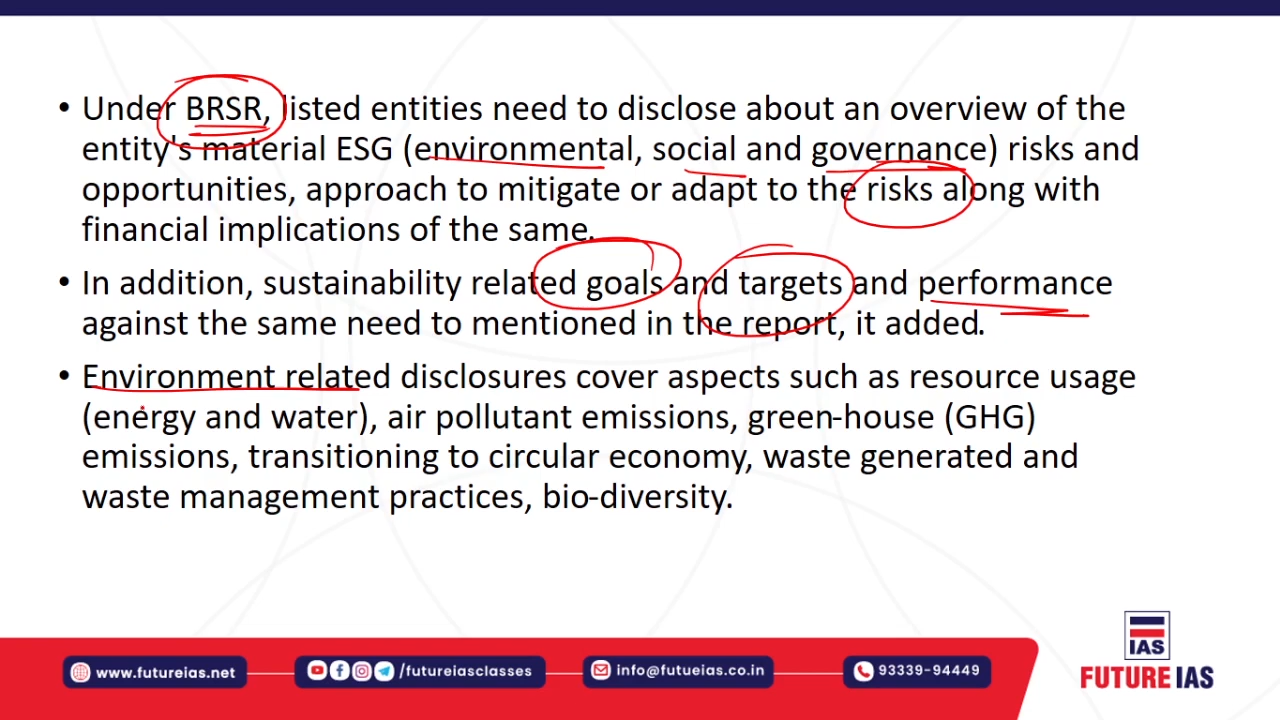 • Under BRSR, listed entities need to disclose about an overview of the
entity's material ESG (environmental, social and governance) risks and
opportunities, approach to mitigate or adapt to the risks along with
financial implications of the same.
• In addition, sustainability related goals and targets and performance
against the same need to mentioned in the report, it added.
• Environment related disclosures cover aspects such as resource usage
(energy and water), air pollutant emissions, green-house (GHG)
emissions, transitioning to circular economy, waste generated and
waste management practices, bio-diversity.
IAS
FUTURE IAS
www.futureias.net
/futureiasclasses
info@futueias.co.in
93339-94449